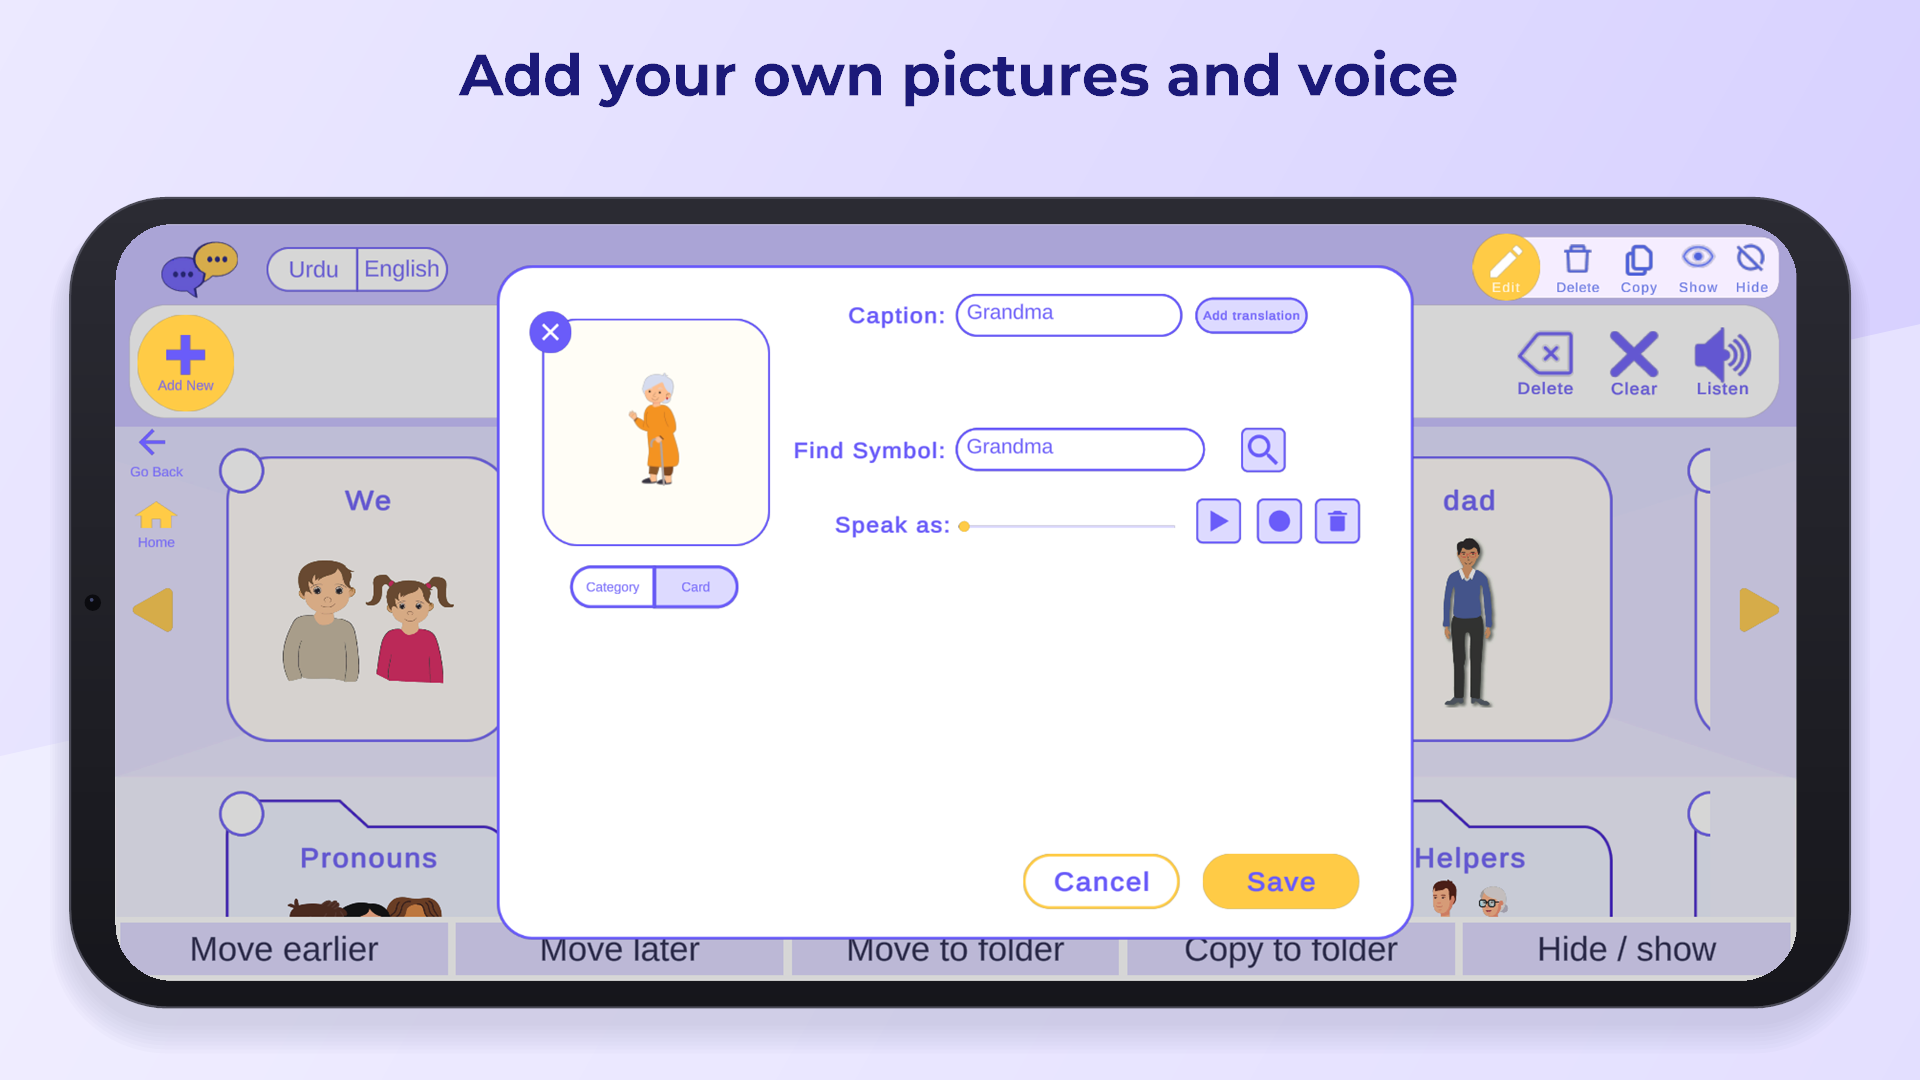 Add your own pictures and voice
Urdu English
Edit Delete Copy Show Hide
Add New
Delete Clear Listen
Go Back
Home
We
dad
Caption: Grandma Add translation
Find Symbol: Grandma
Speak as:
Category Card
Cancel Save
Pronouns
Helpers
Move earlier Move later Move to folder Copy to folder Hide / show